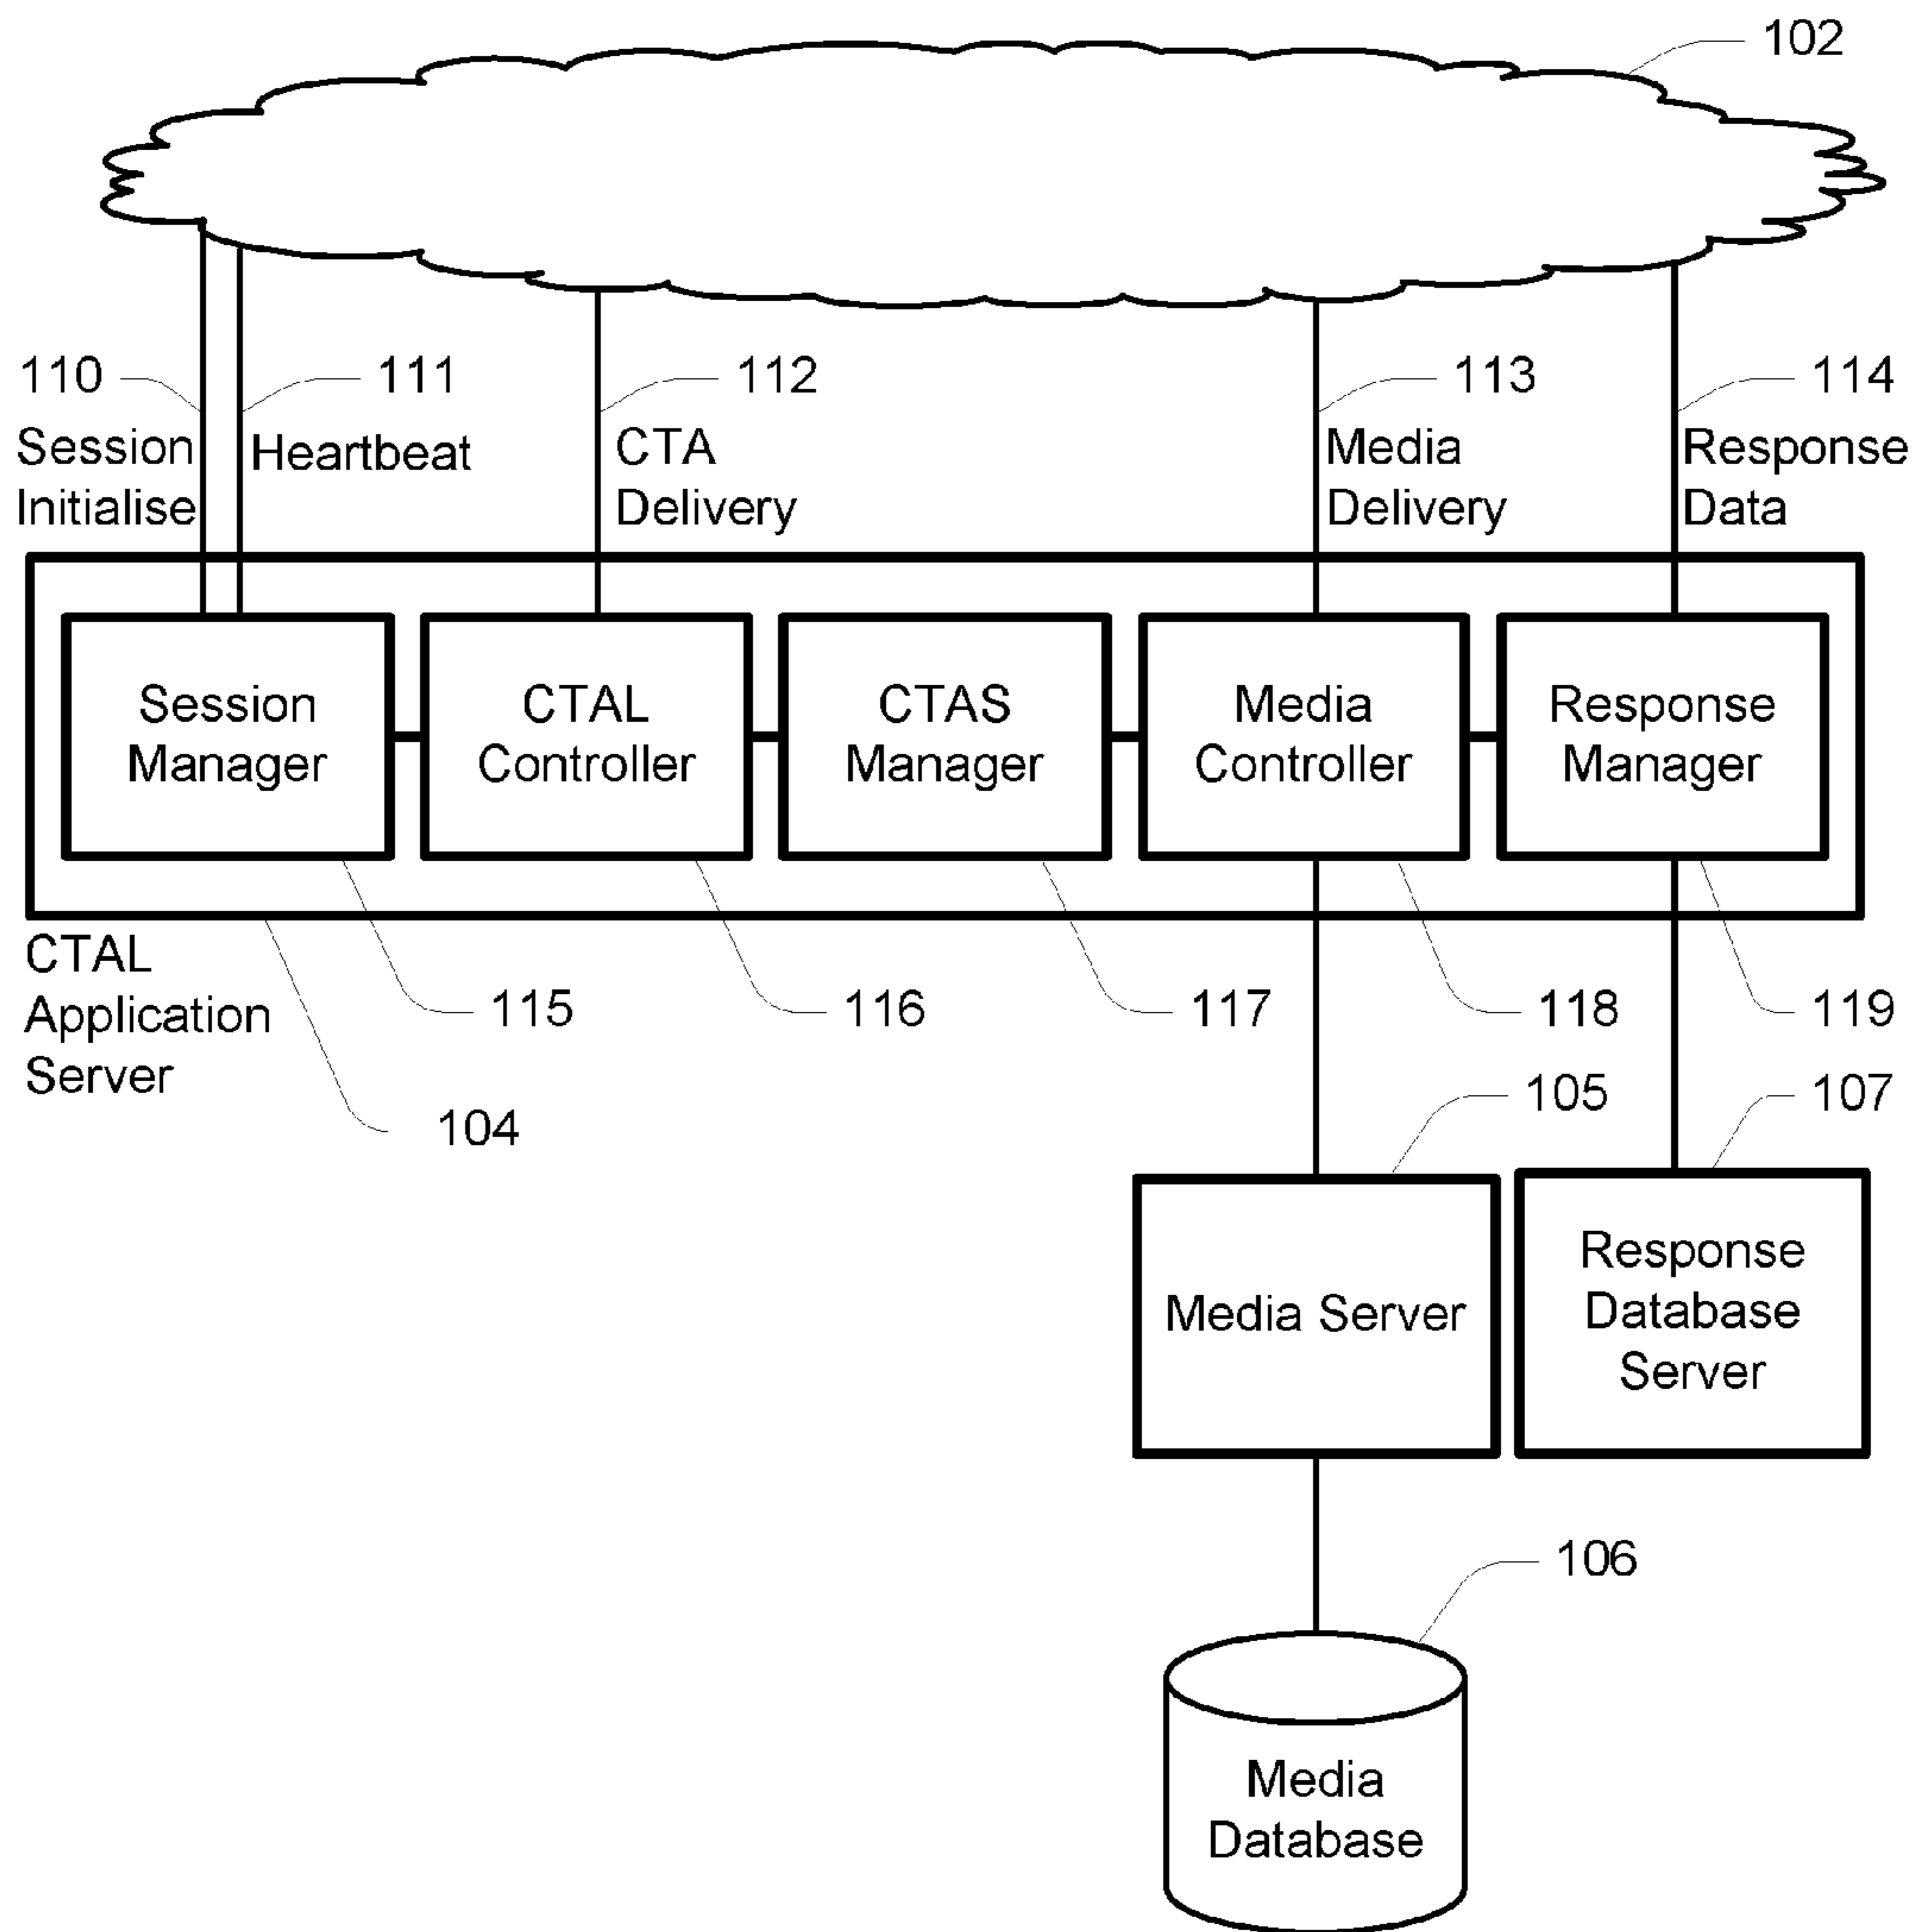 102
110
111
112
113
114
Session
Initialise
Heartbeat
CTA
Delivery
Media
Delivery
Response
Data
Session
Manager
CTAL
Controller
CTAS
Manager
Media
Controller
Response
Manager
CTAL
Application
Server
115
116
117
118
119
104
105
107
Media Server
Response
Database
Server
106
Media
Database